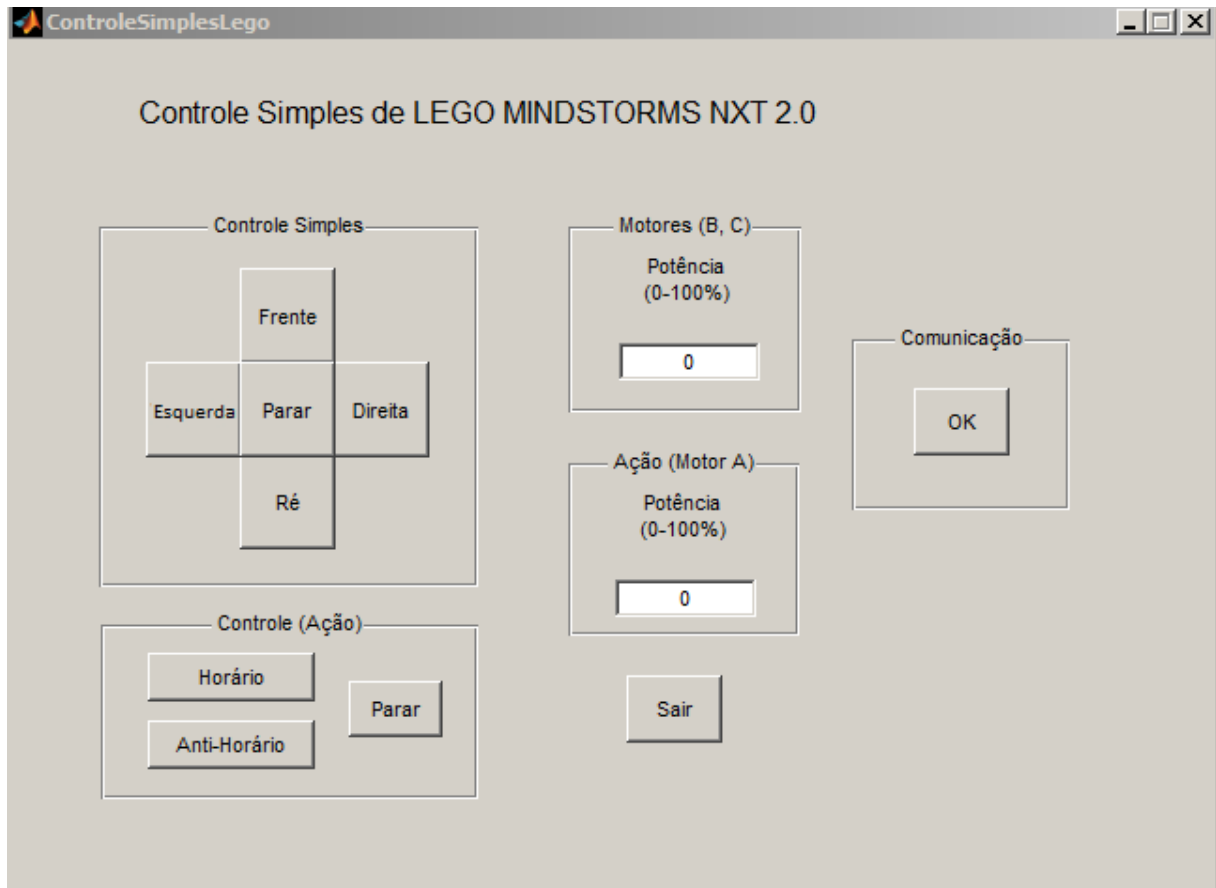 ControleSimplesLego
Controle Simples de LEGO MINDSTORMS NXT 2.0
Controle Simples
Frente
Esquerda
Parar
Direita
Ré
Controle (Ação)
Horário
Anti-Horário
Parar
Motores (B, C)
Potência
(0-100%)
0
Ação (Motor A)
Potência
(0-100%)
0
Sair
Comunicação
OK